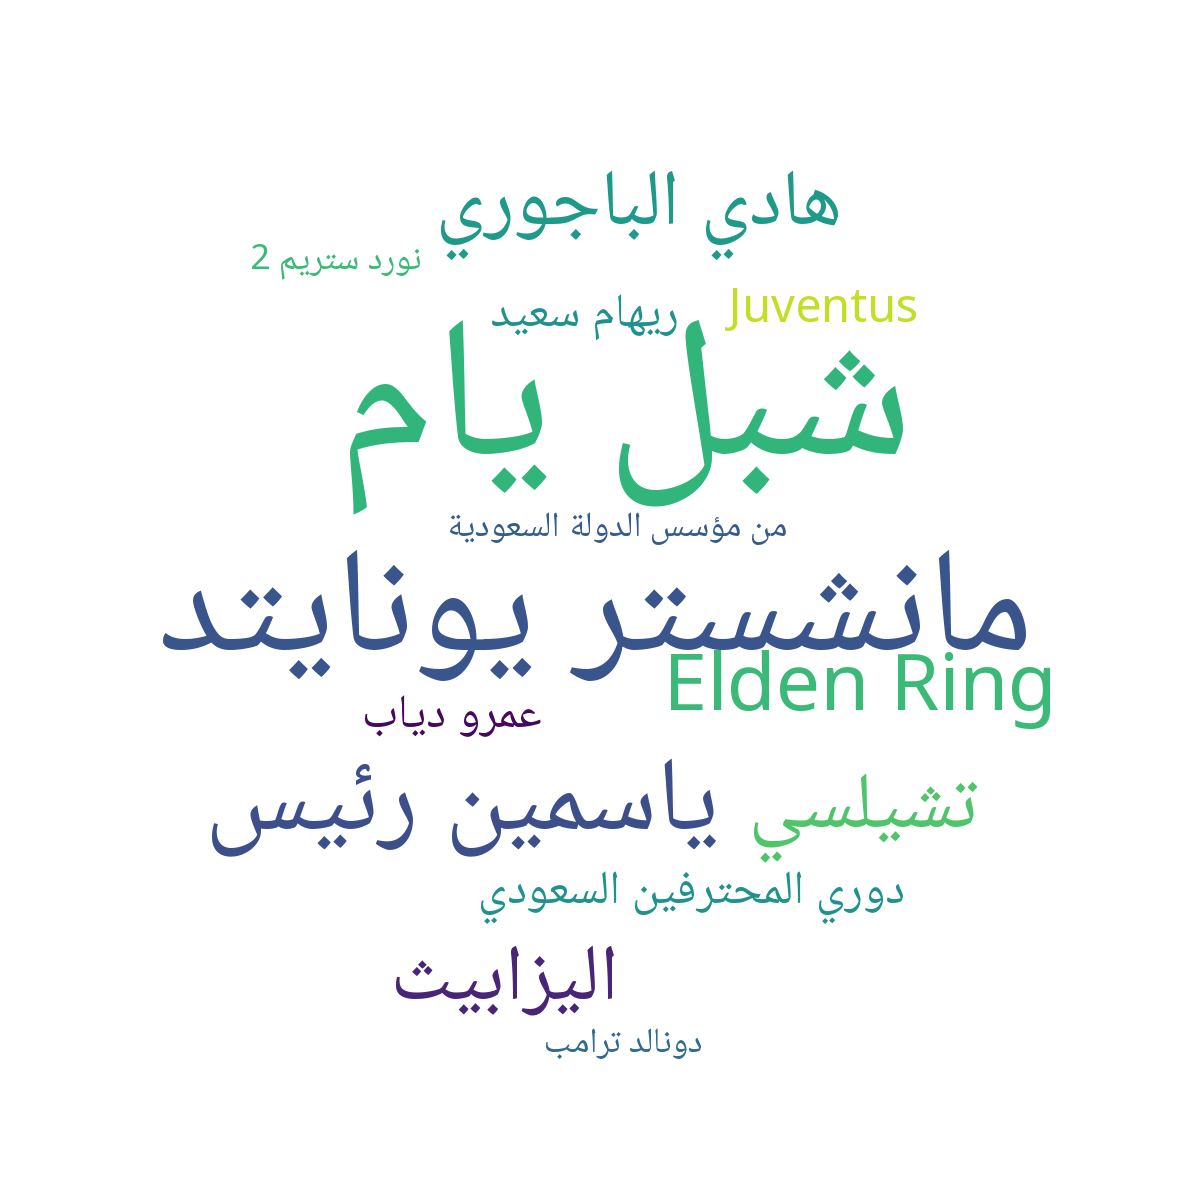 هادي الباجوري
نورد ستريم 2
Juventus
ريهام سعيد
شبل يام
من مؤسس الدولة السعودية
مانشستر يونايتد
Elden Ring
عمرو دياب
ياسمين رئيس
تشيلسي
دوري المحترفين السعودي
اليزابيث
دونالد ترامب